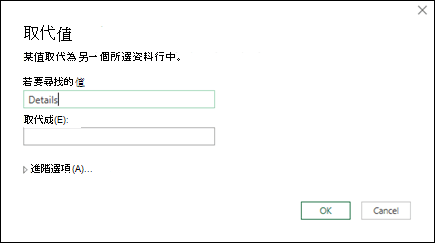 取代值
某值取代為另一個所選資料行中。
若要尋找的值
Details
取代成(E):
進階選項(A)...
OK
Cancel